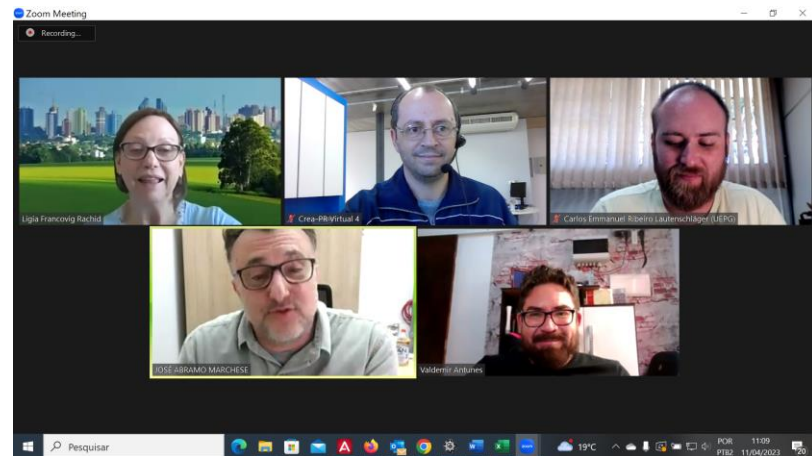 Zoom Meeting
Recording...
Ligia Francovig Rachid
Crea-PR Virtual 4
Carlos Emmanuel Ribeiro Lautenschläger (UEPG)
JOSÉ ABRAMO MARCHESE
Valdemir Antunes
Pesquisar
19°C
POR
PTB2
11:09
11/04/2023